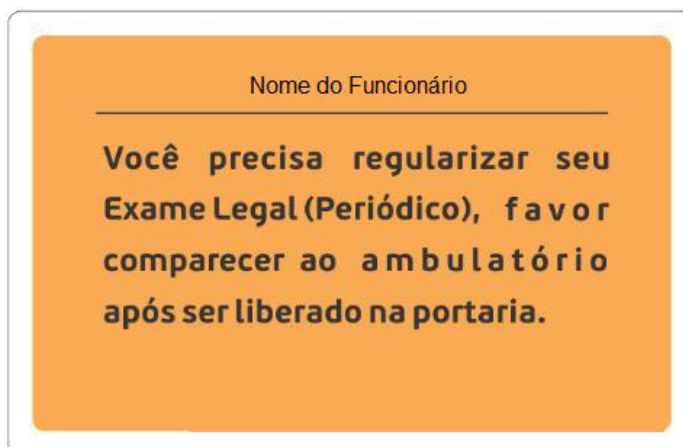 Nome do Funcionário
Você precisa regularizar seu
Exame Legal (Periódico), favor
comparecer ao ambulatório
após ser liberado na portaria.